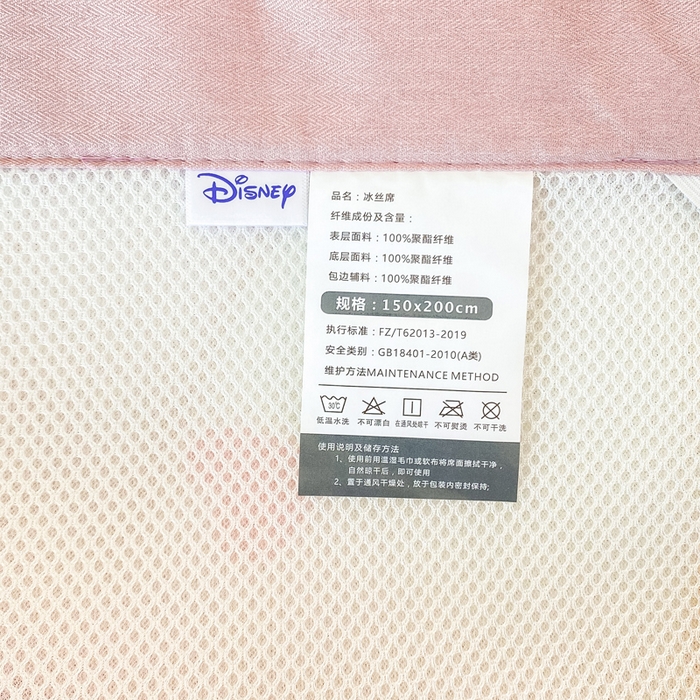 Disney
品名：冰丝席
纤维成份及含量：
表层面料：100%聚酯纤维
底层面料：100%聚酯纤维
包边辅料：100%聚酯纤维
规格：150x200cm
执行标准：FZ/T62013-2019
安全类别：GB18401-2010(A类)
维护方法MAINTENANCE METHOD
30℃
低温水洗 不可漂白 在通风处晾干 不可熨烫 不可干洗
使用说明及储存方法
1、使用前用温湿毛巾或软布将席面擦拭干净，
自然晾干后，即可使用
2、置于通风干燥处，放于包装内密封保持;